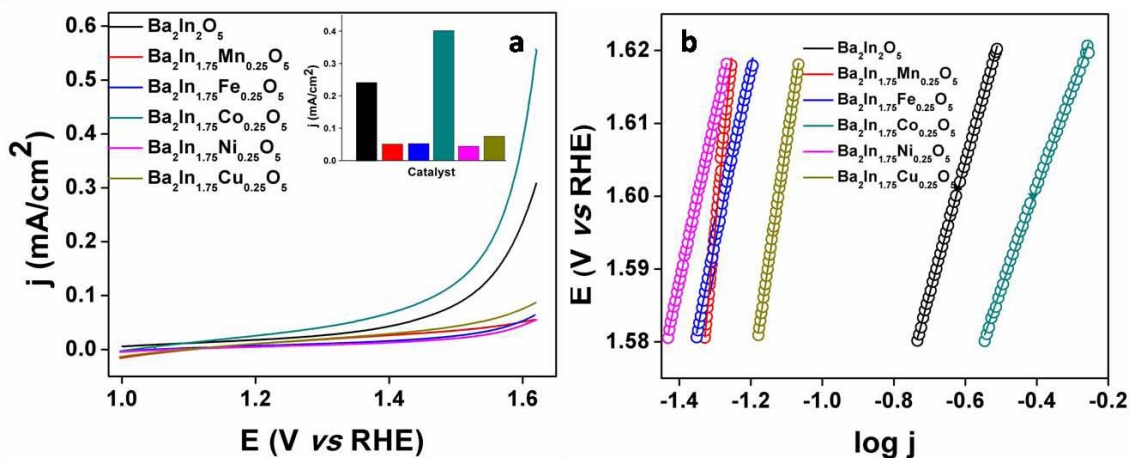 a
j (mA/cm²)
0.6
0.5
0.4
0.3
0.2
0.1
0.0
Ba₂In₂O₅
Ba₂In₁.₇₅Mn₀.₂₅O₅
Ba₂In₁.₇₅Fe₀.₂₅O₅
Ba₂In₁.₇₅Co₀.₂₅O₅
Ba₂In₁.₇₅Ni₀.₂₅O₅
Ba₂In₁.₇₅Cu₀.₂₅O₅
j (mA/cm²)
0.4
0.3
0.2
0.1
0.0
Catalyst
1.0
1.2
1.4
1.6
E (V vs RHE)
b
E (V vs RHE)
1.62
1.61
1.60
1.59
1.58
Ba₂In₂O₅
Ba₂In₁.₇₅Mn₀.₂₅O₅
Ba₂In₁.₇₅Fe₀.₂₅O₅
Ba₂In₁.₇₅Co₀.₂₅O₅
Ba₂In₁.₇₅Ni₀.₂₅O₅
Ba₂In₁.₇₅Cu₀.₂₅O₅
-1.4
-1.2
-1.0
-0.8
-0.6
-0.4
-0.2
log j